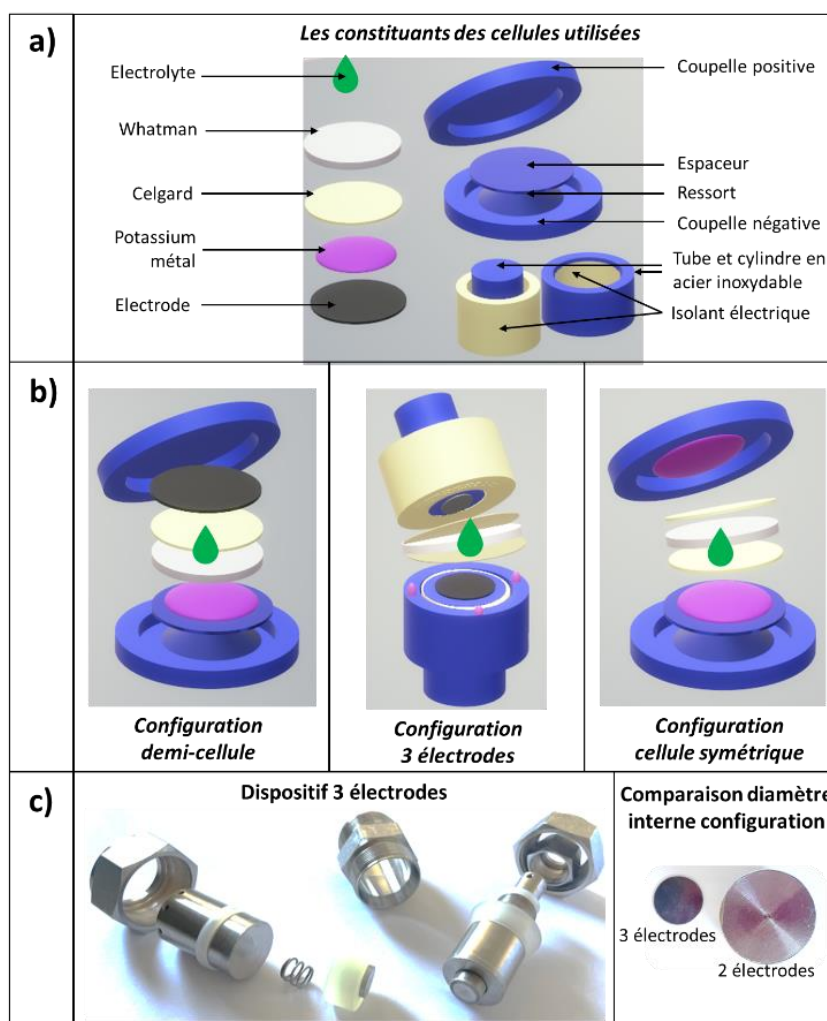 a)
Les constituants des cellules utilisées
Electrolyte
Whatman
Celgard
Potassium
métal
Electrode
Coupelle positive
Espaceur
Ressort
Coupelle négative
Tube et cylindre en
acier inoxydable
Isolant électrique
b)
Configuration
demi-cellule
Configuration
3 électrodes
Configuration
cellule symétrique
c)
Dispositif 3 électrodes
Comparaison diamètre
interne configuration
3 électrodes
2 électrodes